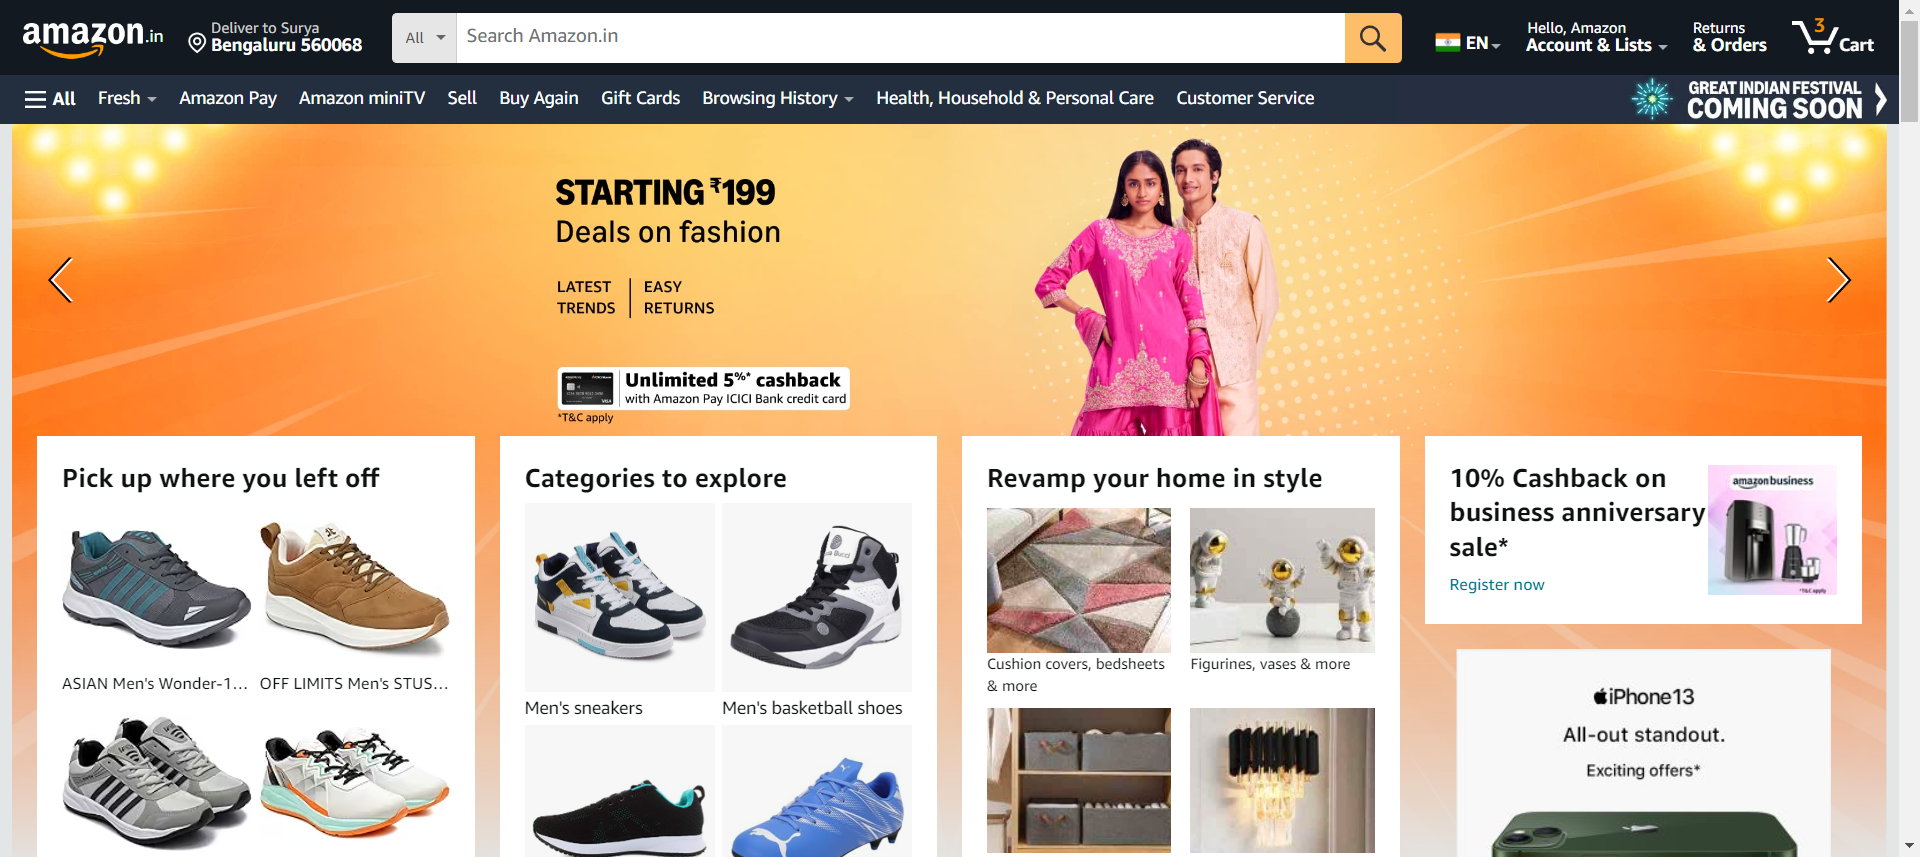 amazon.in
Deliver to Surya
Bengaluru 560068
All
Search Amazon.in
EN
Hello, Amazon
Account & Lists
Returns
& Orders
3
Cart
All
Fresh
Amazon Pay
Amazon miniTV
Sell
Buy Again
Gift Cards
Browsing History
Health, Household & Personal Care
Customer Service
GREAT INDIAN FESTIVAL
COMING SOON
STARTING ₹199
Deals on fashion
LATEST
TRENDS
EASY
RETURNS
Unlimited 5%* cashback
with Amazon Pay ICICI Bank credit card
*T&C apply
Pick up where you left off
ASIAN Men's Wonder-1...
OFF LIMITS Men's STUS...
Categories to explore
Men's sneakers
Men's basketball shoes
Revamp your home in style
Cushion covers, bedsheets
& more
Figurines, vases & more
10% Cashback on
business anniversary
sale*
Register now
amazon business
*T&C apply
iPhone13
All-out standout.
Exciting offers*